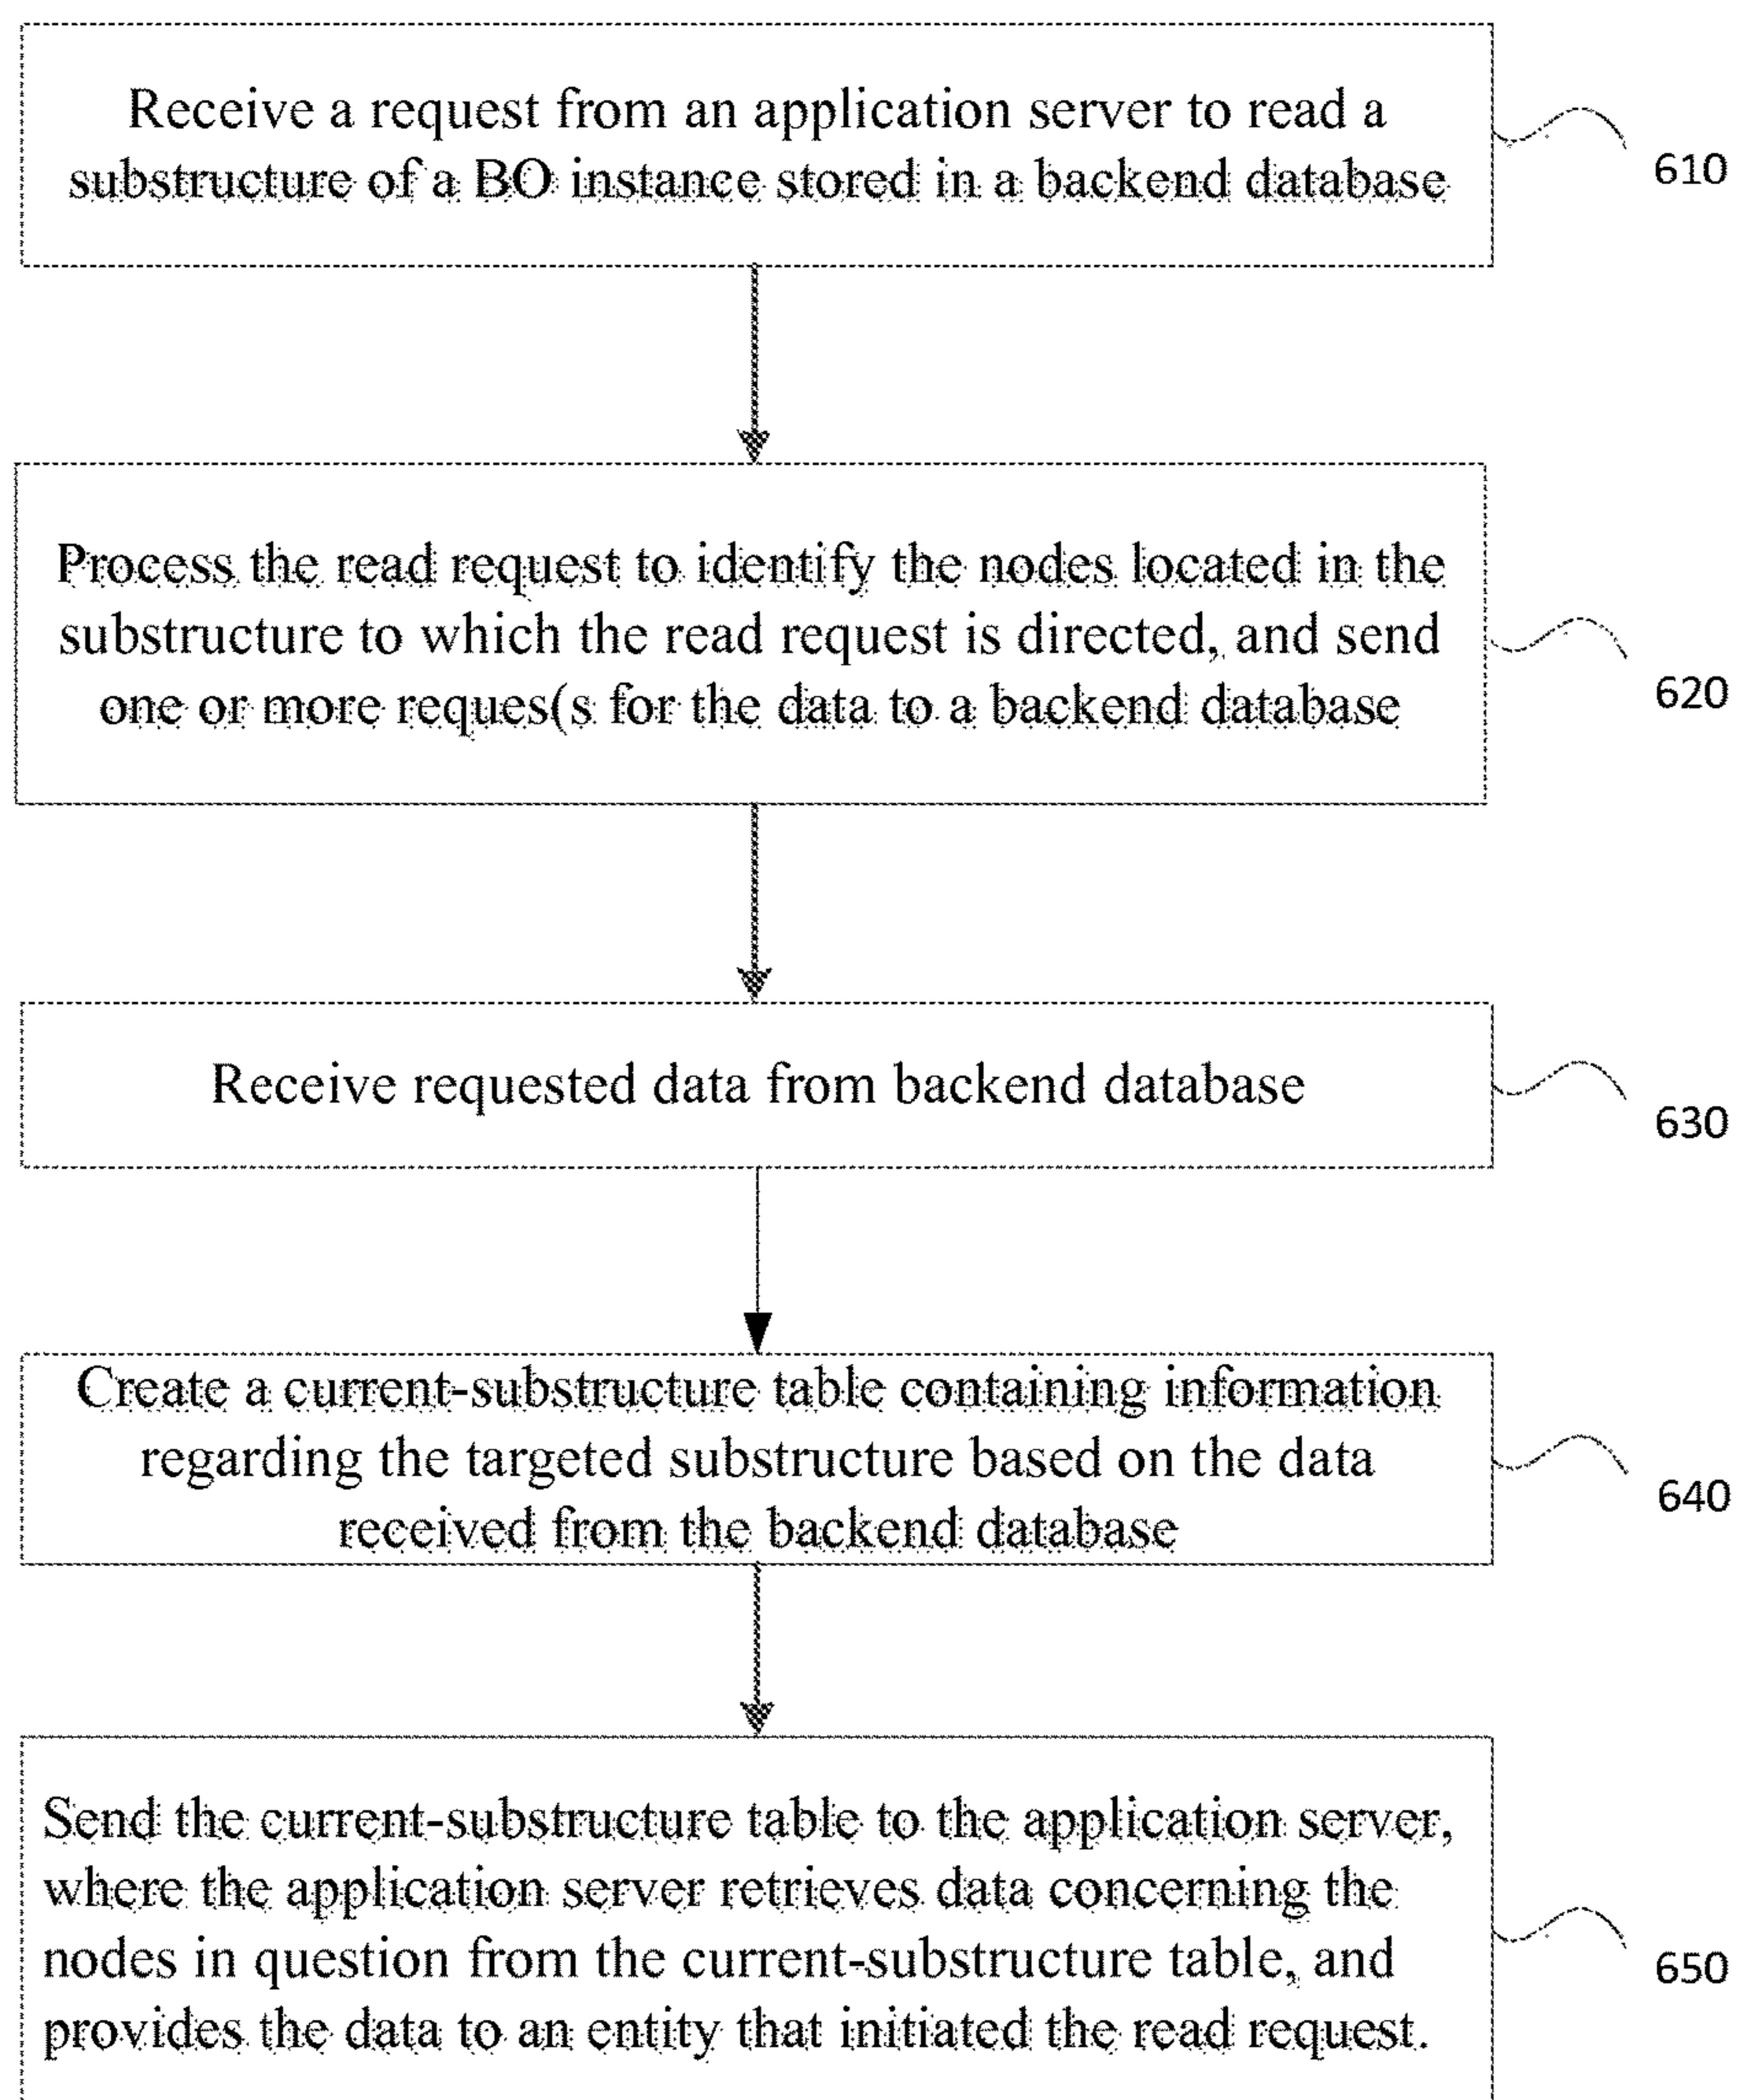 Receive a request from an application server to read a
substructure of a BO instance stored in a backend database
610
Process the read request to identify the nodes located in the
substructure to which the read request is directed, and send
one or more reques(s for the data to a backend database
620
Receive requested data from backend database
630
Create a current-substructure table containing information
regarding the targeted substructure based on the data
received from the backend database
640
Send the current-substructure table to the application server,
where the application server retrieves data concerning the
nodes in question from the current-substructure table, and
provides the data to an entity that initiated the read request.
650